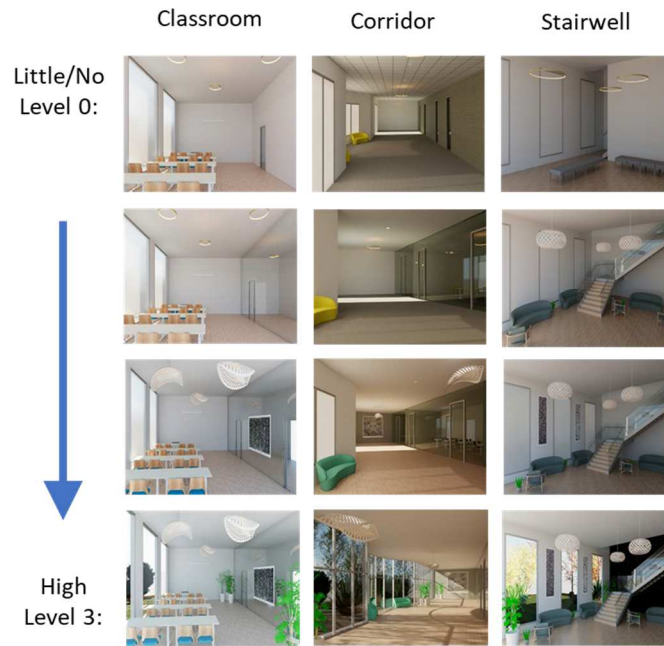 Classroom
Corridor
Stairwell
Little/No
Level 0:
High
Level 3: